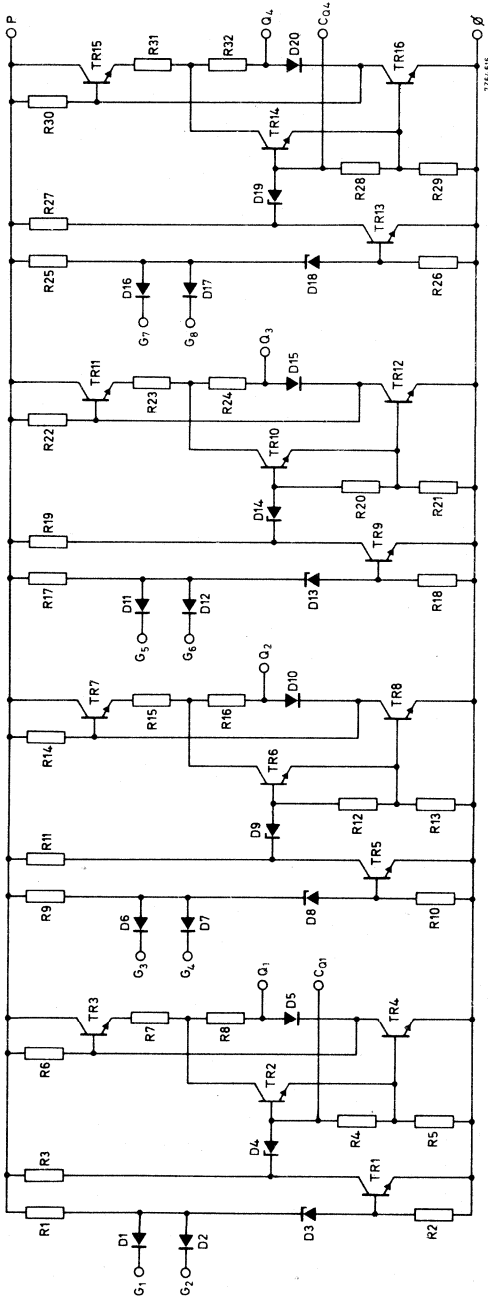 P
R1
R3
R6
TR3
R7
D1
G1
D2
G2
R8
Q1
D5
TR2
D4
CQ1
D3
R4
TR4
TR1
R2
R5
R9
R11
R14
TR7
R15
D6
G3
D7
G4
R16
Q2
D10
TR6
D9
D8
R12
TR8
TR5
R10
R13
R17
R19
R22
TR11
R23
D11
G5
D12
G6
R24
Q3
D15
TR10
D14
D13
R20
TR12
TR9
R18
R21
R25
R27
R30
TR15
R31
D16
G7
D17
G8
R32
Q4
D20
TR14
D19
CQ4
D18
R28
TR16
TR13
R26
R29
Ø